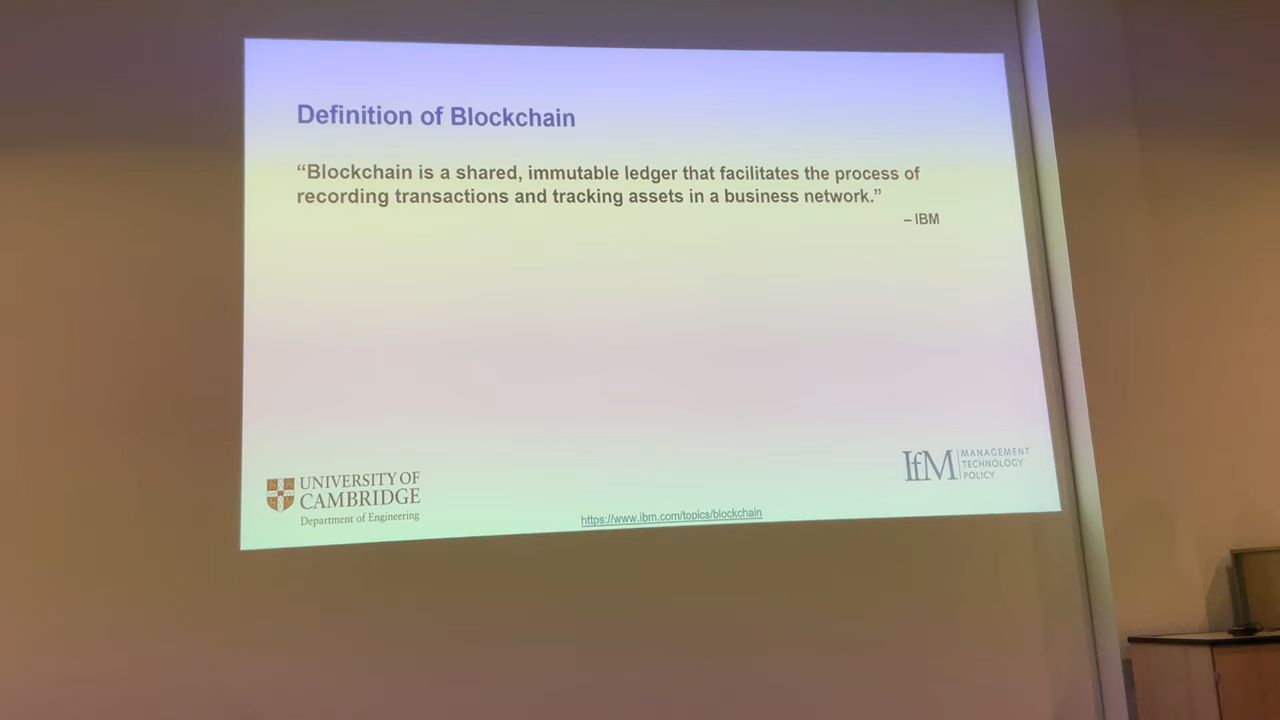 Definition of Blockchain
“Blockchain is a shared, immutable ledger that facilitates the process of
recording transactions and tracking assets in a business network.”
– IBM
UNIVERSITY OF
CAMBRIDGE
Department of Engineering
https://www.ibm.com/topics/blockchain
IfM
MANAGEMENT
TECHNOLOGY
POLICY